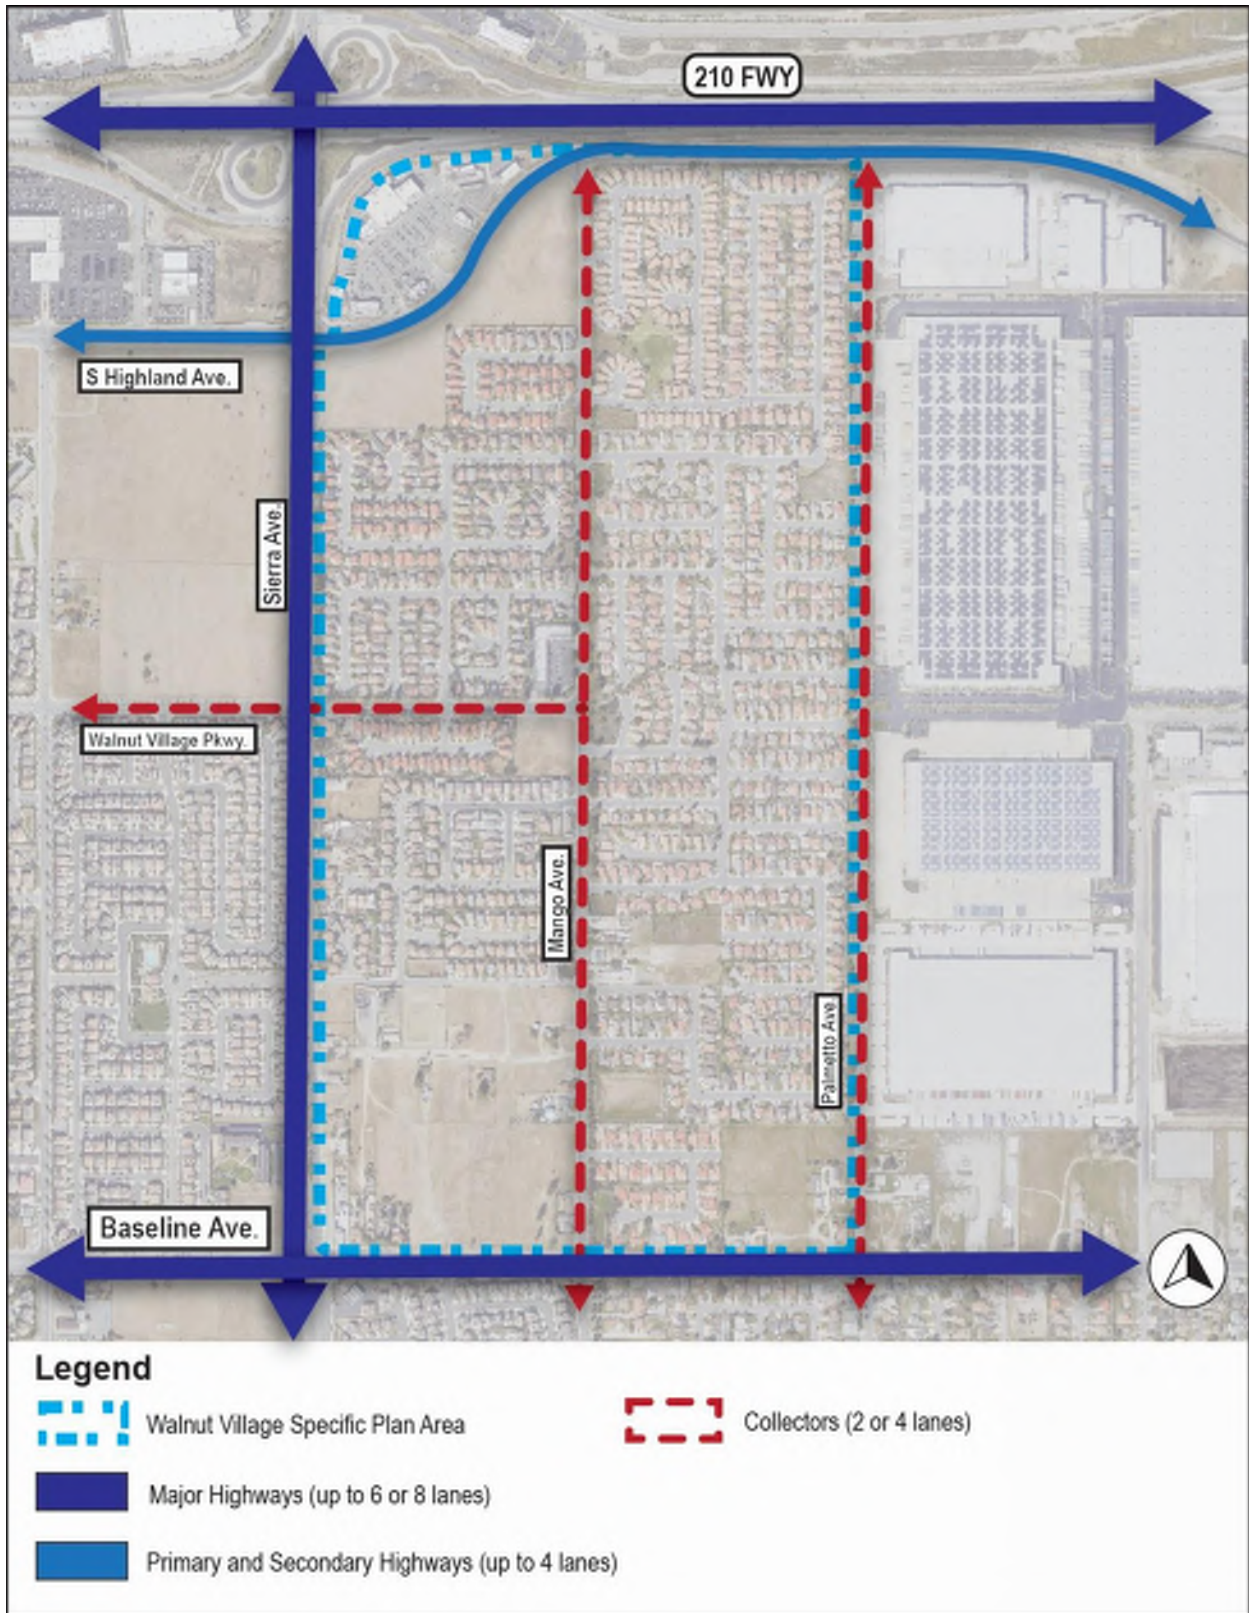 210 FWY
S Highland Ave.
Sierra Ave.
Walnut Village Pkwy.
Mango Ave.
Palmetto Ave.
Baseline Ave.
Legend
Walnut Village Specific Plan Area
Collectors (2 or 4 lanes)
Major Highways (up to 6 or 8 lanes)
Primary and Secondary Highways (up to 4 lanes)